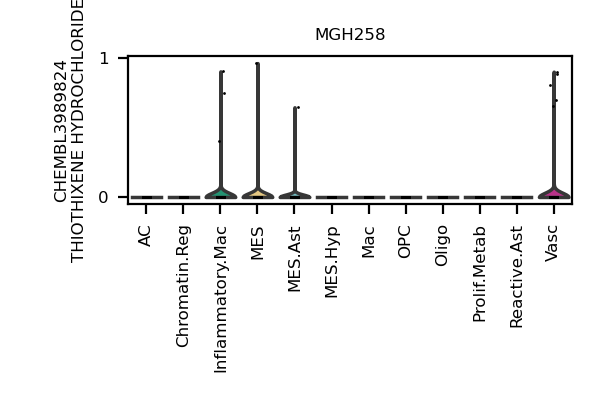 MGH258
CHEMBL3989824
THIOTHIXENE HYDROCHLORIDE
1
0
AC
Chromatin.Reg
Inflammatory.Mac
MES
MES.Ast
MES.Hyp
Mac
OPC
Oligo
Prolif.Metab
Reactive.Ast
Vasc